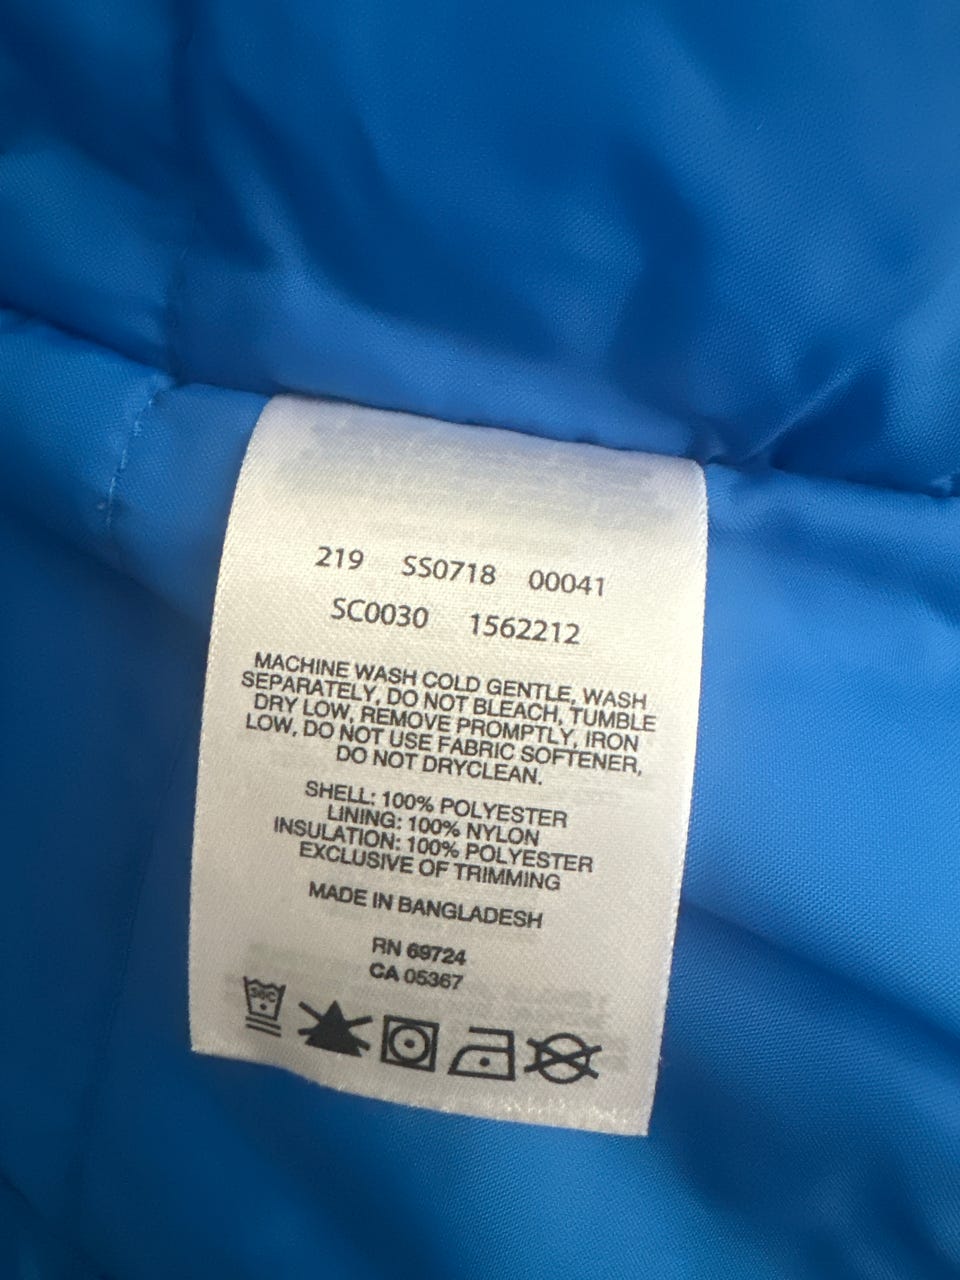 219 SS0718 00041
SC0030 1562212
MACHINE WASH COLD GENTLE, WASH
SEPARATELY, DO NOT BLEACH, TUMBLE
DRY LOW, REMOVE PROMPTLY, IRON
LOW, DO NOT USE FABRIC SOFTENER,
DO NOT DRYCLEAN.
SHELL: 100% POLYESTER
LINING: 100% NYLON
INSULATION: 100% POLYESTER
EXCLUSIVE OF TRIMMING
MADE IN BANGLADESH
RN 69724
CA 05367
30C